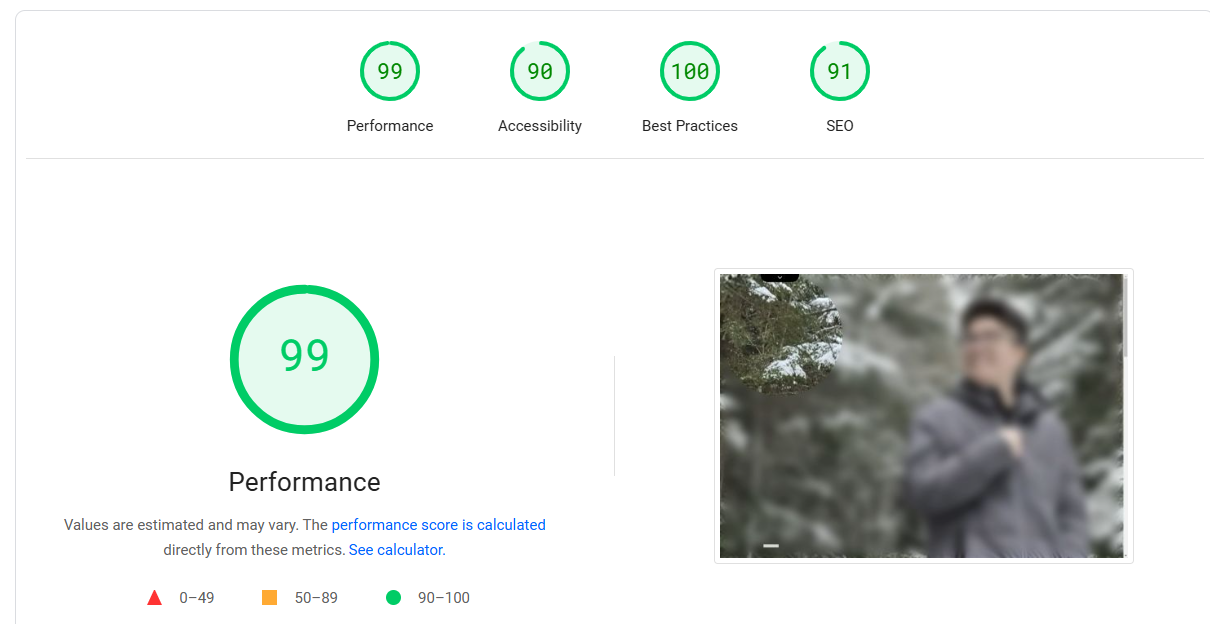 99
90
100
91
Performance
Accessibility
Best Practices
SEO
99
Performance
Values are estimated and may vary. The performance score is calculated
directly from these metrics. See calculator.
0–49
50–89
90–100